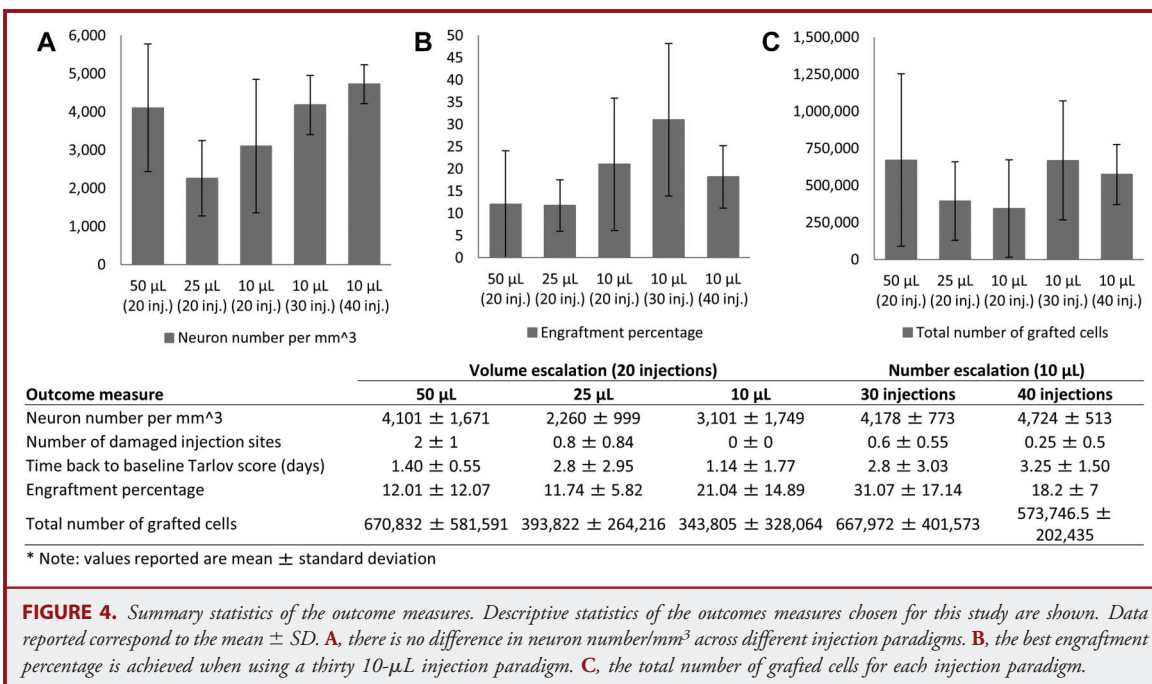 A
6,000
5,000
4,000
3,000
2,000
1,000
0
50 µL 25 µL 10 µL 10 µL 10 µL
(20 inj.) (20 inj.) (20 inj.) (30 inj.) (40 inj.)
Neuron number per mm^3
B
50
45
40
35
30
25
20
15
10
5
0
50 µL 25 µL 10 µL 10 µL 10 µL
(20 inj.) (20 inj.) (20 inj.) (30 inj.) (40 inj.)
Engraftment percentage
C
1,500,000
1,250,000
1,000,000
750,000
500,000
250,000
0
50 µL 25 µL 10 µL 10 µL 10 µL
(20 inj.) (20 inj.) (20 inj.) (30 inj.) (40 inj.)
Total number of grafted cells
Volume escalation (20 injections) Number escalation (10 µL)
Outcome measure 50 µL 25 µL 10 µL 30 injections 40 injections
Neuron number per mm^3 4,101 ± 1,671 2,260 ± 999 3,101 ± 1,749 4,178 ± 773 4,724 ± 513
Number of damaged injection sites 2 ± 1 0.8 ± 0.84 0 ± 0 0.6 ± 0.55 0.25 ± 0.5
Time back to baseline Tarlov score (days) 1.40 ± 0.55 2.8 ± 2.95 1.14 ± 1.77 2.8 ± 3.03 3.25 ± 1.50
Engraftment percentage 12.01 ± 12.07 11.74 ± 5.82 21.04 ± 14.89 31.07 ± 17.14 18.2 ± 7
Total number of grafted cells 670,832 ± 581,591 393,822 ± 264,216 343,805 ± 328,064 667,972 ± 401,573 573,746.5 ±
202,435
* Note: values reported are mean ± standard deviation
FIGURE 4. Summary statistics of the outcome measures. Descriptive statistics of the outcomes measures chosen for this study are shown. Data
reported correspond to the mean ± SD. A, there is no difference in neuron number/mm³ across different injection paradigms. B, the best engraftment
percentage is achieved when using a thirty 10-µL injection paradigm. C, the total number of grafted cells for each injection paradigm.